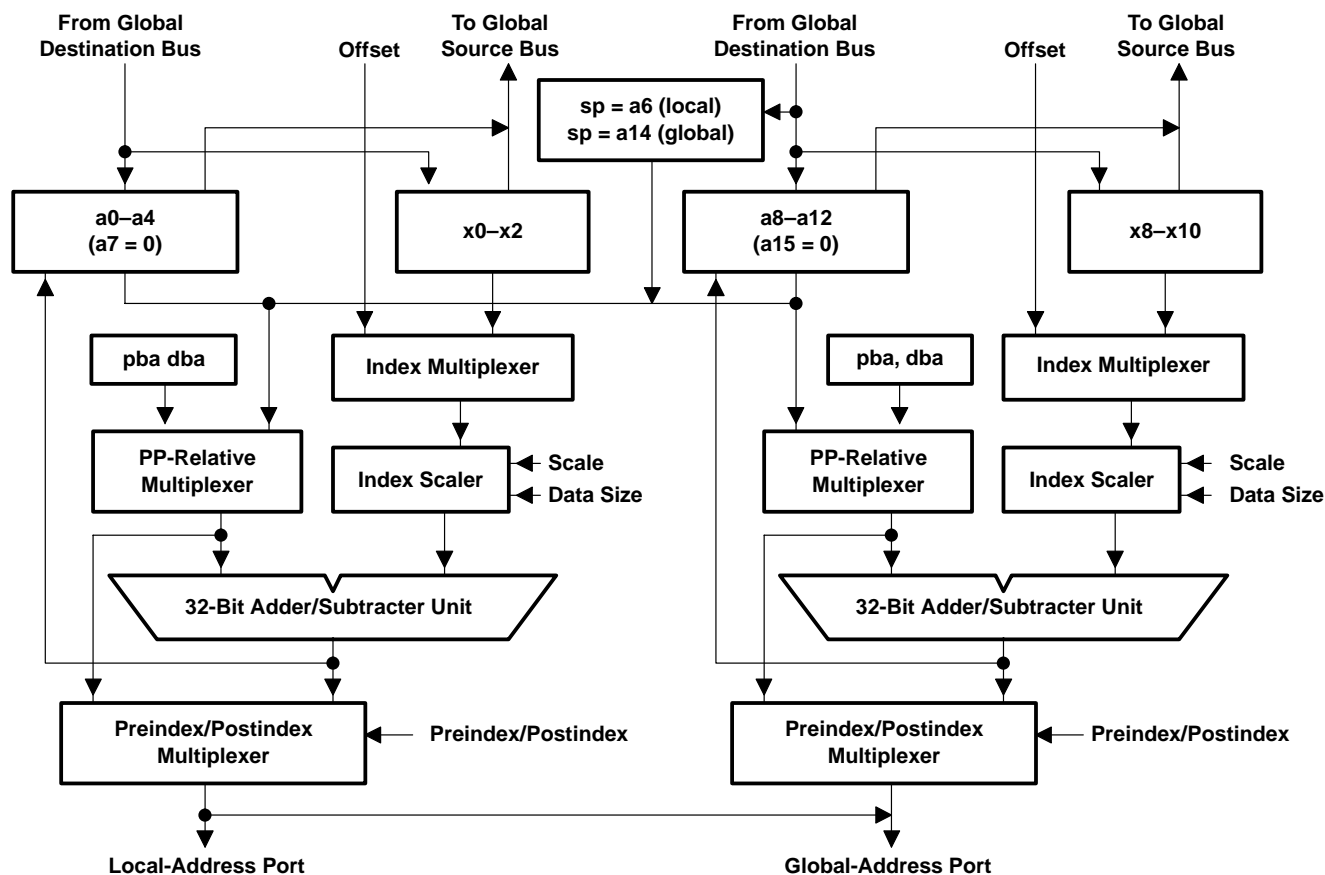 From Global
Destination Bus
Offset
To Global
Source Bus
From Global
Destination Bus
Offset
To Global
Source Bus
sp = a6 (local)
sp = a14 (global)
a0–a4
(a7 = 0)
x0–x2
a8–a12
(a15 = 0)
x8–x10
pba dba
Index Multiplexer
pba, dba
Index Multiplexer
PP-Relative
Multiplexer
Index Scaler
Scale
Data Size
PP-Relative
Multiplexer
Index Scaler
Scale
Data Size
32-Bit Adder/Subtracter Unit
32-Bit Adder/Subtracter Unit
Preindex/Postindex
Multiplexer
Preindex/Postindex
Preindex/Postindex
Multiplexer
Preindex/Postindex
Local-Address Port
Global-Address Port